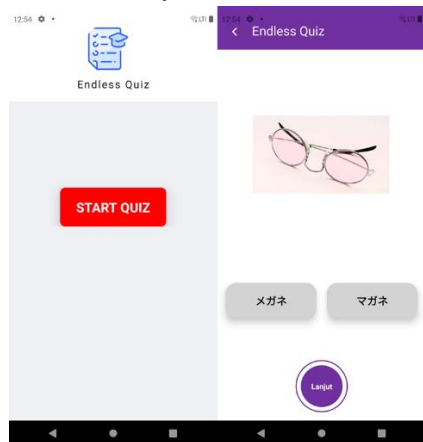 12:54
Endless Quiz
START QUIZ
12:54
Endless Quiz
メガネ
マガネ
Lanjut